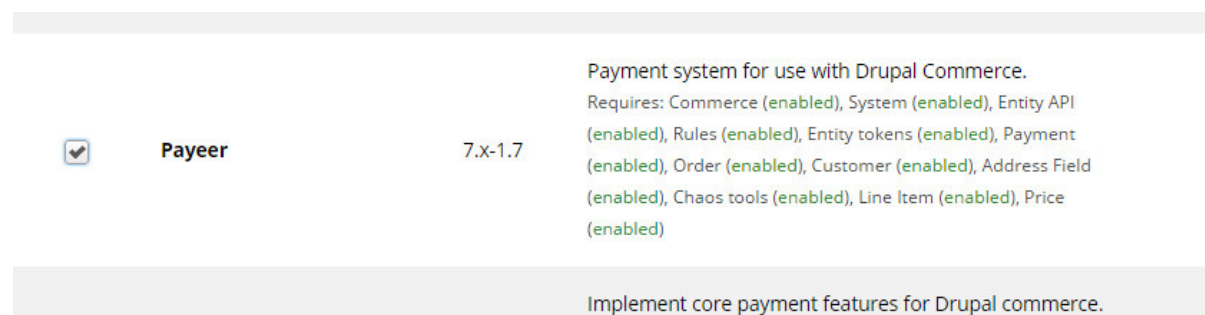 Payment system for use with Drupal Commerce.
Requires: Commerce (enabled), System (enabled), Entity API
(enabled), Rules (enabled), Entity tokens (enabled), Payment
Payeer 7.x-1.7
(enabled), Order (enabled), Customer (enabled), Address Field
(enabled), Chaos tools (enabled), Line Item (enabled), Price
(enabled)
Implement core payment features for Drupal commerce.